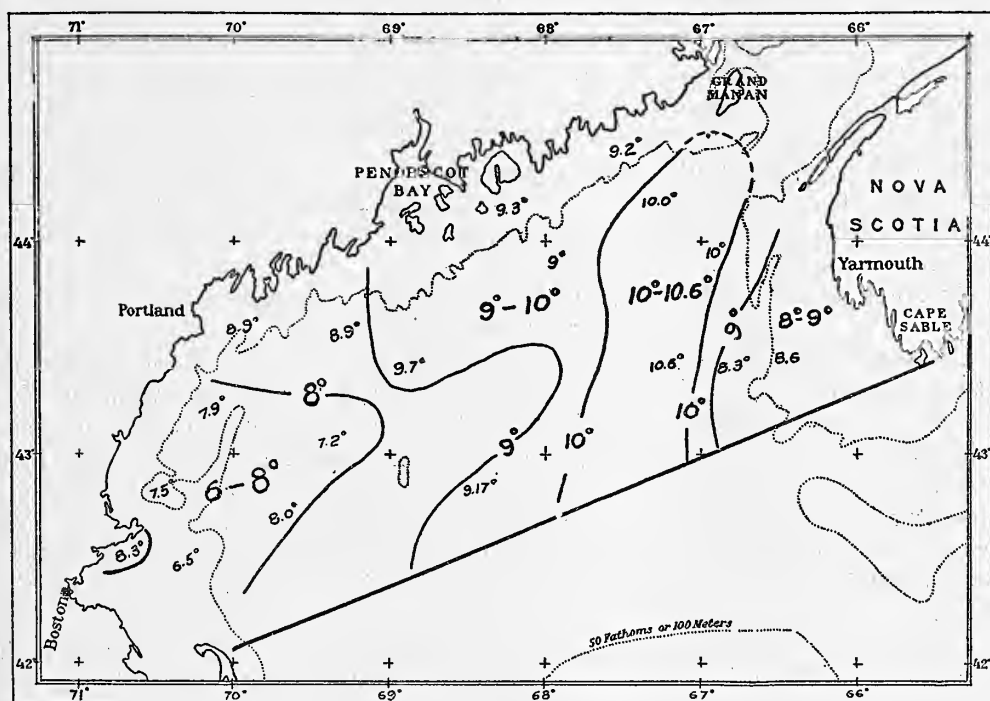 71° 70° 69° 68° 67° 66°
GRAND
MANAN
PENOBSCOT
BAY
9.2°
9.3°
10.0°
NOVA
SCOTIA
44° 44°
10°
9°
Yarmouth
9°-10°
10°-10.6°
Portland
8.9°
8.9°
9°
8°-9°
CAPE
SABLE
9.7°
10.6°
8.3°
8.6
8°
7.9°
7.2°
10°
9°
10°
43° 43°
6-8°
7.5°
9.17°
8.0°
8.3°
6.5°
Boston
50 Fathoms or 100 Meters
42° 42°
71° 70° 69° 68° 67° 66°